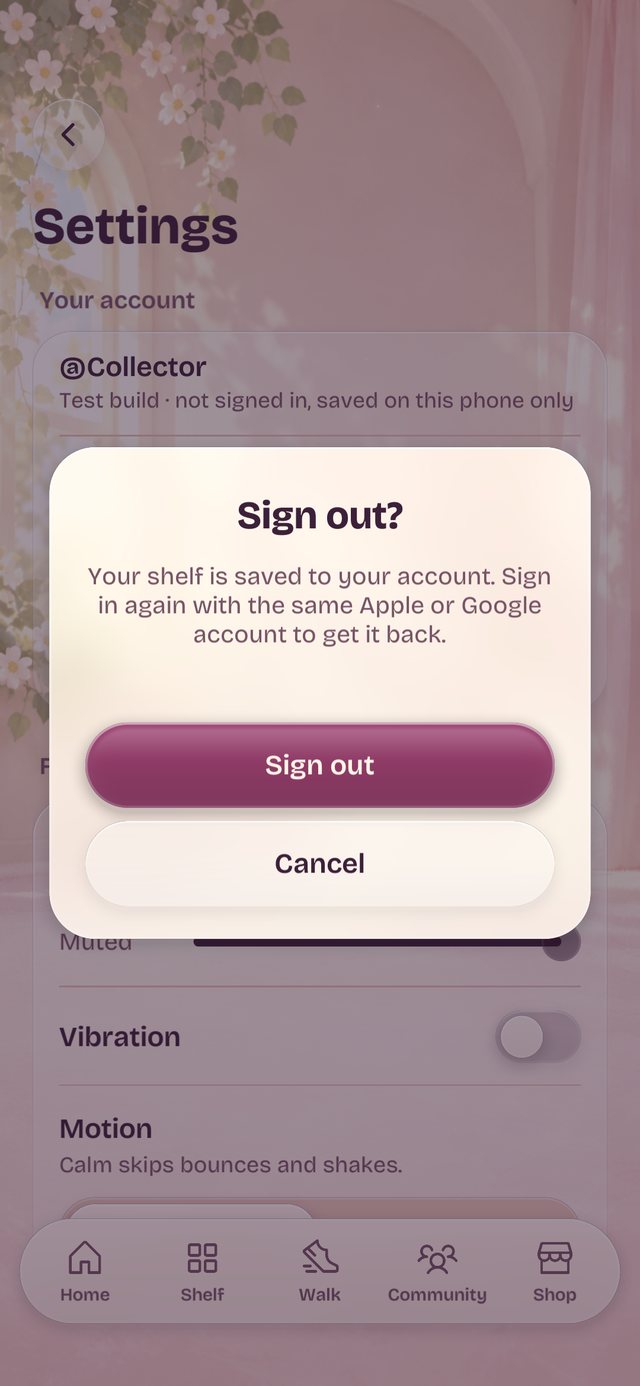 Settings
Your account
@Collector
Test build · not signed in, saved on this phone only
Sign out?
Your shelf is saved to your account. Sign
in again with the same Apple or Google
account to get it back.
Sign out
Cancel
Muted
Vibration
Motion
Calm skips bounces and shakes.
Home
Shelf
Walk
Community
Shop